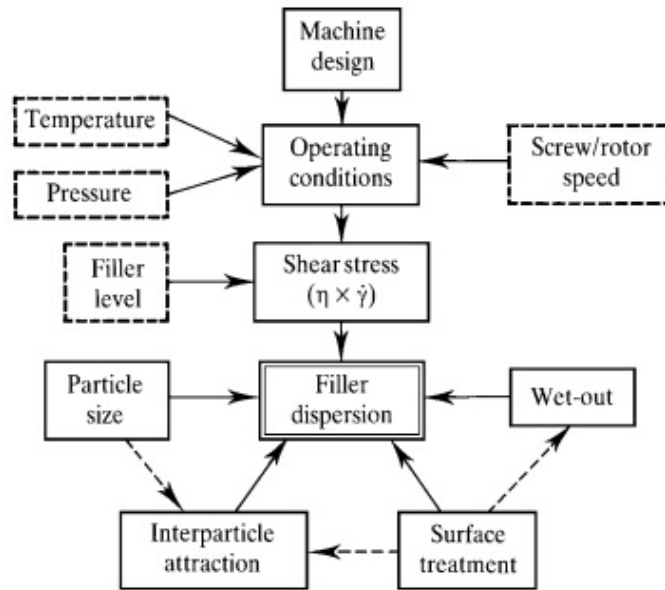 Machine
design
Temperature
Operating
conditions
Screw/rotor
speed
Pressure
Filler
level
Shear stress
(η × γ̇)
Particle
size
Filler
dispersion
Wet-out
Interparticle
attraction
Surface
treatment